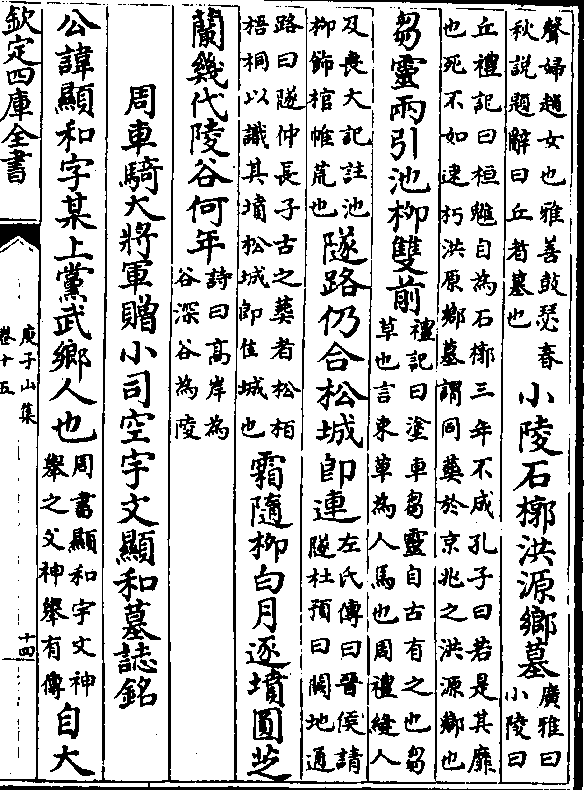 聲婦趙女也雅善鼓瑟春
秋説題辭曰丘者墓也
小陵石槨洪源鄉墓
廣雅曰
小陵曰
丘禮記曰桓魋自為石槨三年不成孔子曰若是其靡
也死不如速朽洪原鄉墓謂同葬於京兆之洪源鄉也
芻靈兩引池柳雙前
禮記曰塗車芻靈自古有之也芻
草也言束草為人馬也周禮縫人
及喪大記註池
柳飾棺帷荒也
隧路仍合松城即連
左氏傳曰晉侯請
隧杜預曰闕地通
路曰隧仲長子古之葬者松柏
梧桐以識其墳松城即佳城也
霜隨柳白月逐墳圓芝
蘭幾代陵谷何年
詩曰高岸為
谷深谷為陵
周車騎大將軍贈小司空宇文顯和墓誌銘
公諱顯和字某上黨武鄉人也
周書顯和宇文神
舉之父神舉有傳
自大
欽定四庫全書
庾子山集
卷十五
十四